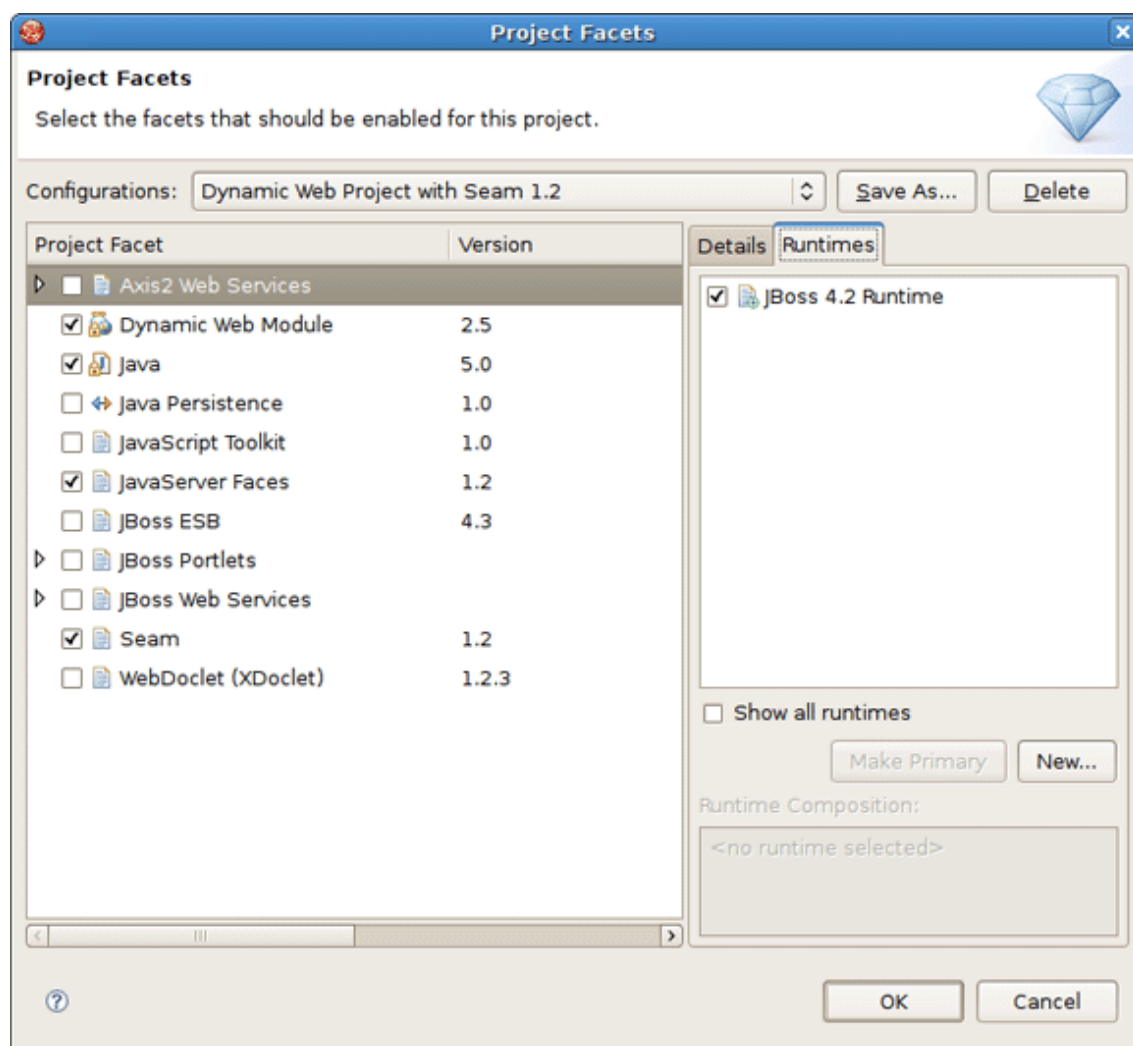 Project Facets
Project Facets
Select the facets that should be enabled for this project.
Configurations: Dynamic Web Project with Seam 1.2 Save As... Delete
Project Facet Version
Details Runtimes
Axis2 Web Services
JBoss 4.2 Runtime
Dynamic Web Module 2.5
Java 5.0
Java Persistence 1.0
JavaScript Toolkit 1.0
JavaServer Faces 1.2
JBoss ESB 4.3
JBoss Portlets
JBoss Web Services
Seam 1.2
WebDoclet (XDoclet) 1.2.3
Show all runtimes
Make Primary New...
Runtime Composition:
<no runtime selected>
OK Cancel